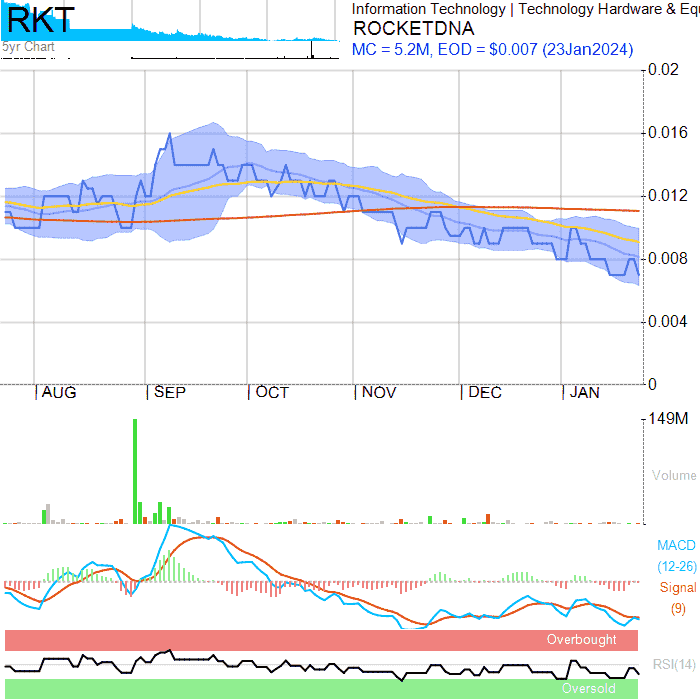 RKT
5yr Chart
Information Technology | Technology Hardware & Equ
ROCKETDNA
MC = 5.2M, EOD = $0.007 (23Jan2024)
0.02
0.016
0.012
0.008
0.004
0
AUG SEP OCT NOV DEC JAN
149M
Volume
MACD
(12-26)
Signal
(9)
Overbought
RSI(14)
Oversold